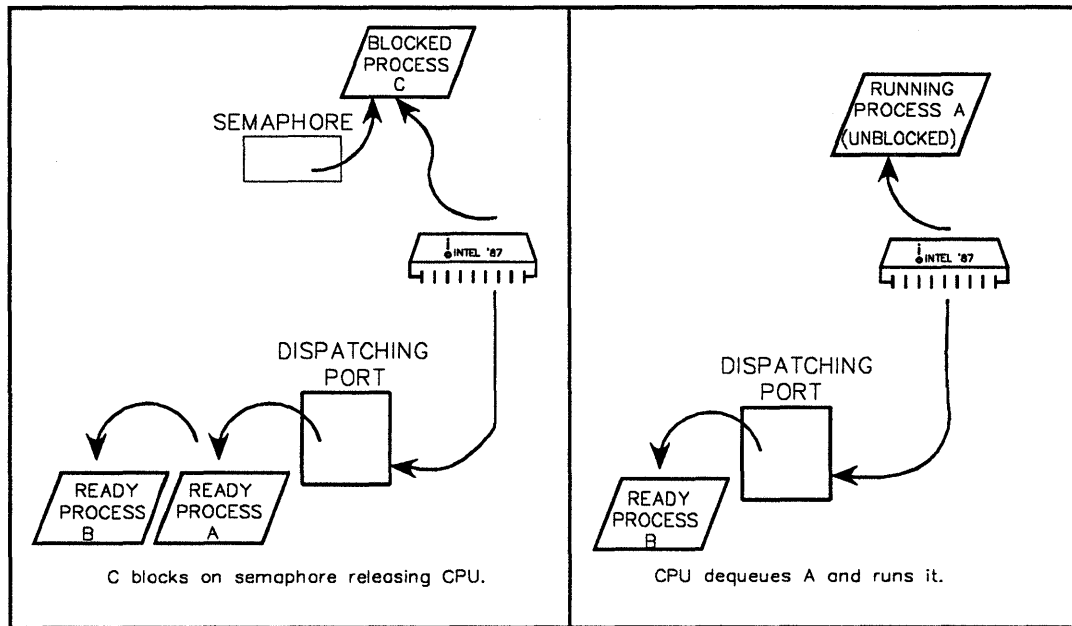 BLOCKED
PROCESS
C
SEMAPHORE
INTEL '87
DISPATCHING
PORT
READY
PROCESS
B
READY
PROCESS
A
C blocks on semaphore releasing CPU.
RUNNING
PROCESS A
(UNBLOCKED)
INTEL '87
DISPATCHING
PORT
READY
PROCESS
B
CPU dequeues A and runs it.